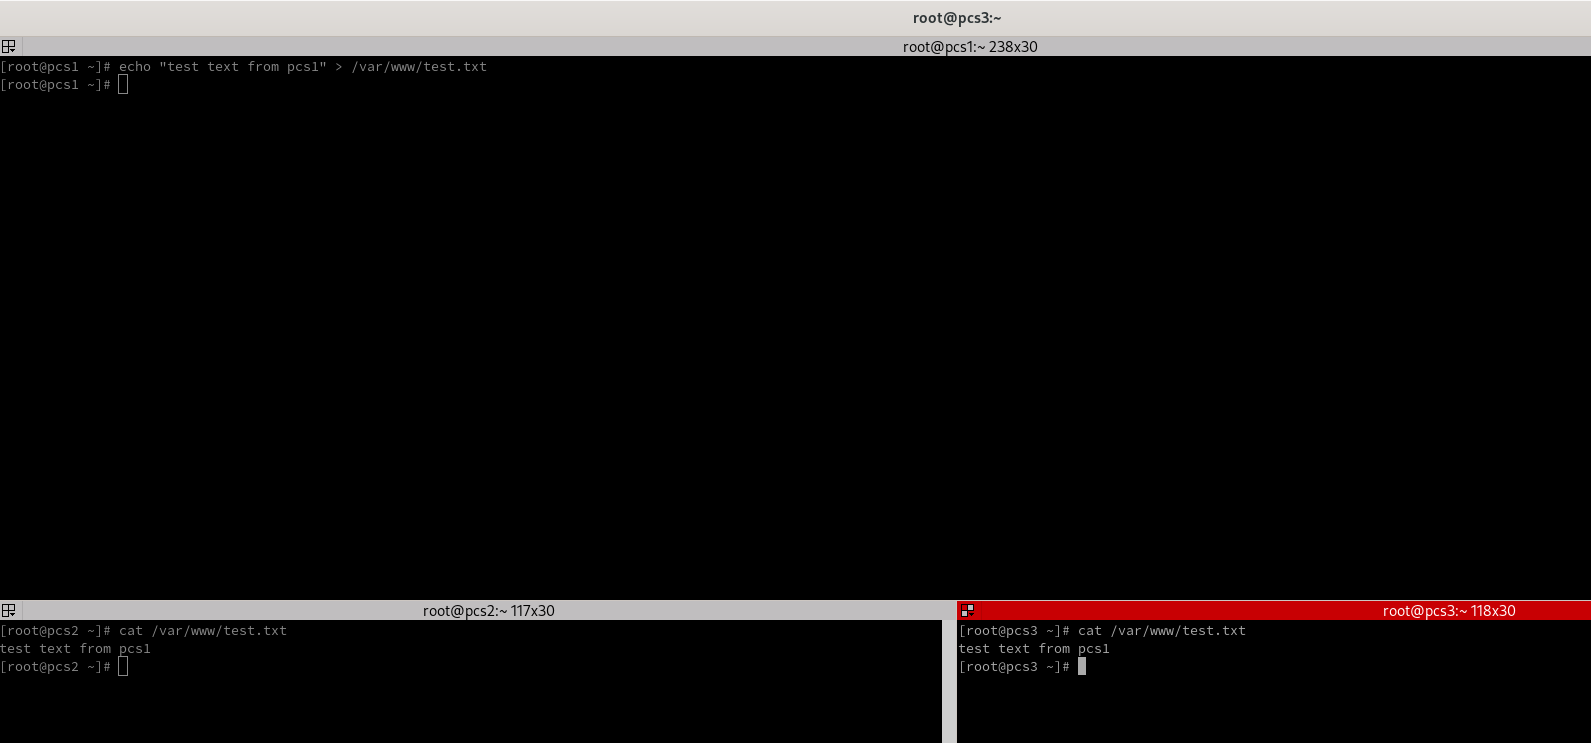 root@pcs3:~
root@pcs1:~ 238x30
[root@pcs1 ~]# echo "test text from pcs1" > /var/www/test.txt
[root@pcs1 ~]#
root@pcs2:~ 117x30
[root@pcs2 ~]# cat /var/www/test.txt
test text from pcs1
[root@pcs2 ~]#
root@pcs3:~ 118x30
[root@pcs3 ~]# cat /var/www/test.txt
test text from pcs1
[root@pcs3 ~]#